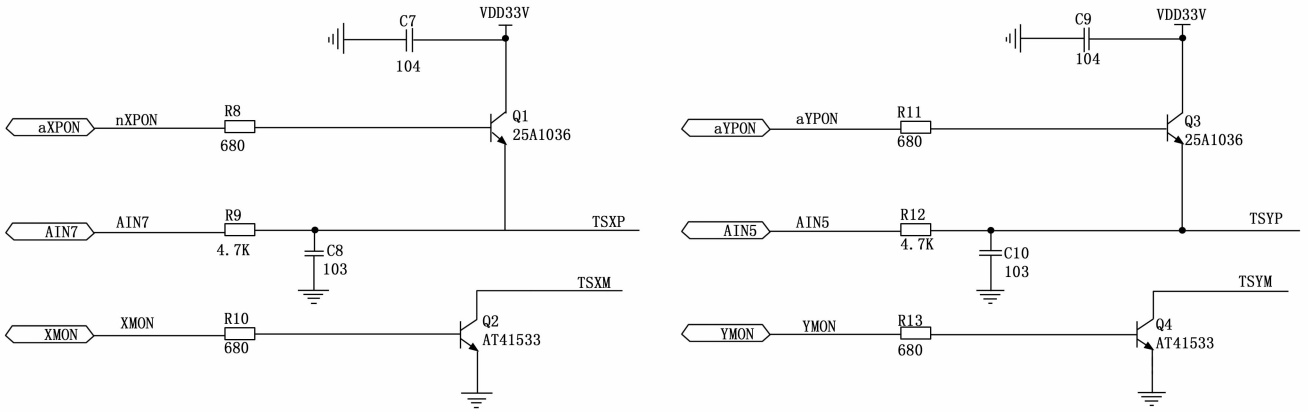 C7
VDD33V
104
R8
nXPON
aXPON
680
Q1
25A1036
R9
AIN7
AIN7
4.7K
TSXP
C8
103
TSXM
R10
XMON
XMON
680
Q2
AT41533
C9
VDD33V
104
R11
aYPON
aYPON
680
Q3
25A1036
R12
AIN5
AIN5
4.7K
TSYP
C10
103
TSYM
R13
YMON
YMON
680
Q4
AT41533